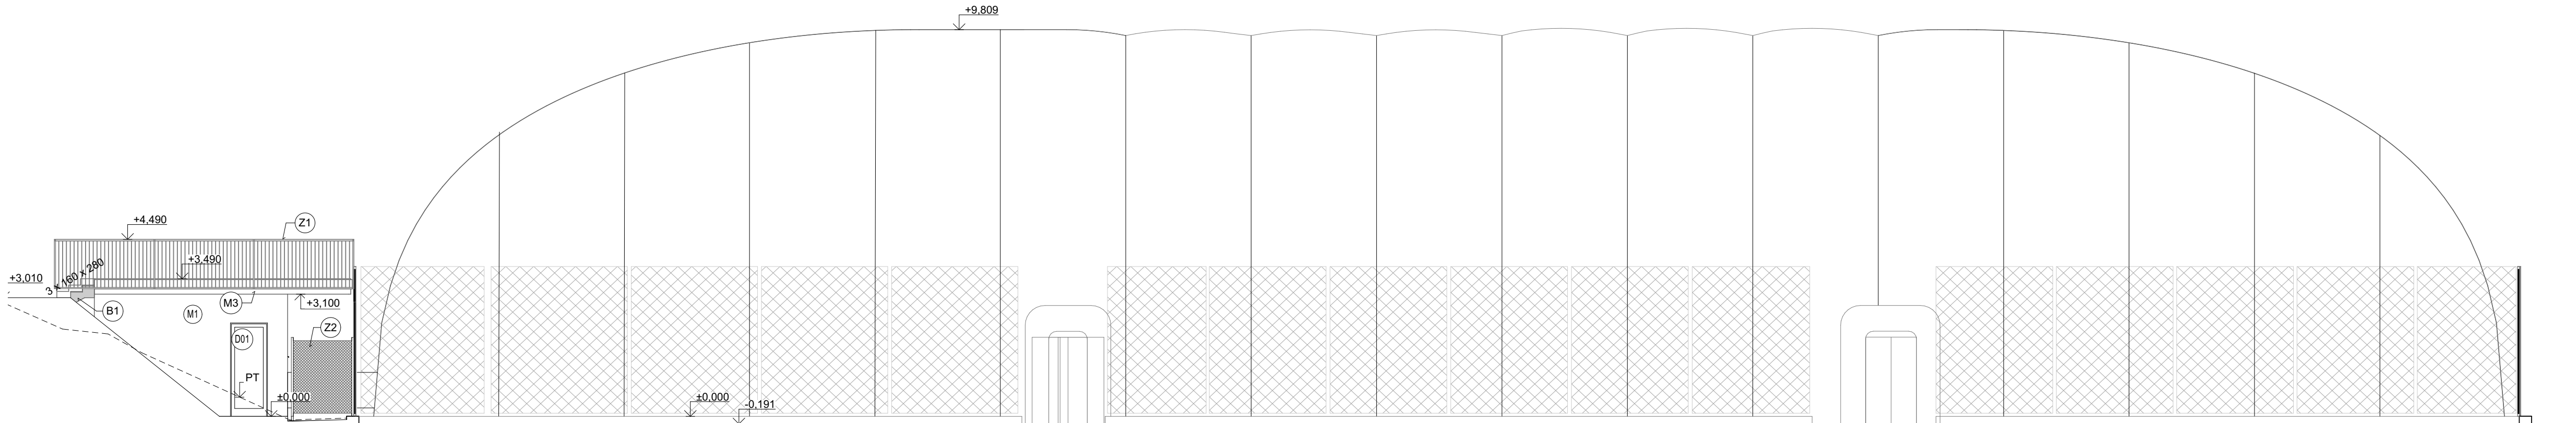 +9,809
+4,490
Z1
+3,490
+3,010
3 x 160 x 280
B1
M1
M3
+3,100
Z2
D01
PT
±0,000
±0,000
-0,191